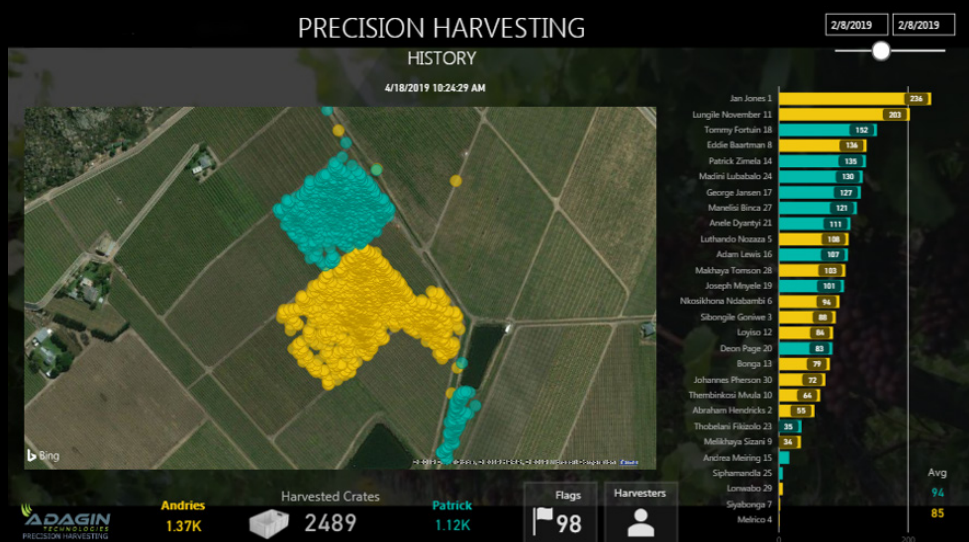 PRECISION HARVESTING
2/8/2019 2/8/2019
HISTORY
4/18/2019 10:24:29 AM
Jan Jones 1 236
Lungile November 11 203
Tommy Fortuin 18 152
Eddie Baartman 8 136
Patrick Zimela 14 135
Madini Lubabalo 24 130
George Jansen 17 127
Manelisi Binca 27 121
Anele Dyantyi 21 111
Luthando Nozaza 5 108
Adam Lewis 16 107
Makhaya Tomson 28 103
Joseph Mnyele 19 101
Nkosikhona Ndabambi 6 94
Sibongile Goniwe 3 88
Loyiso 12 84
Deon Page 20 83
Bonga 13 79
Johannes Pherson 30 72
Thembinkosi Mvula 10 64
Abraham Hendricks 2 55
Thobelani Fikizolo 23 35
Melikhaya Sizani 9 34
Andrea Meiring 15
Siphamandla 25
Lonwabo 29
Siyabonga 7
Melrico 4
0 200
Avg
94
85
Bing
ADAGIN
TECHNOLOGIES
PRECISION HARVESTING
Andries
1.37K
Harvested Crates
2489
Patrick
1.12K
Flags
98
Harvesters